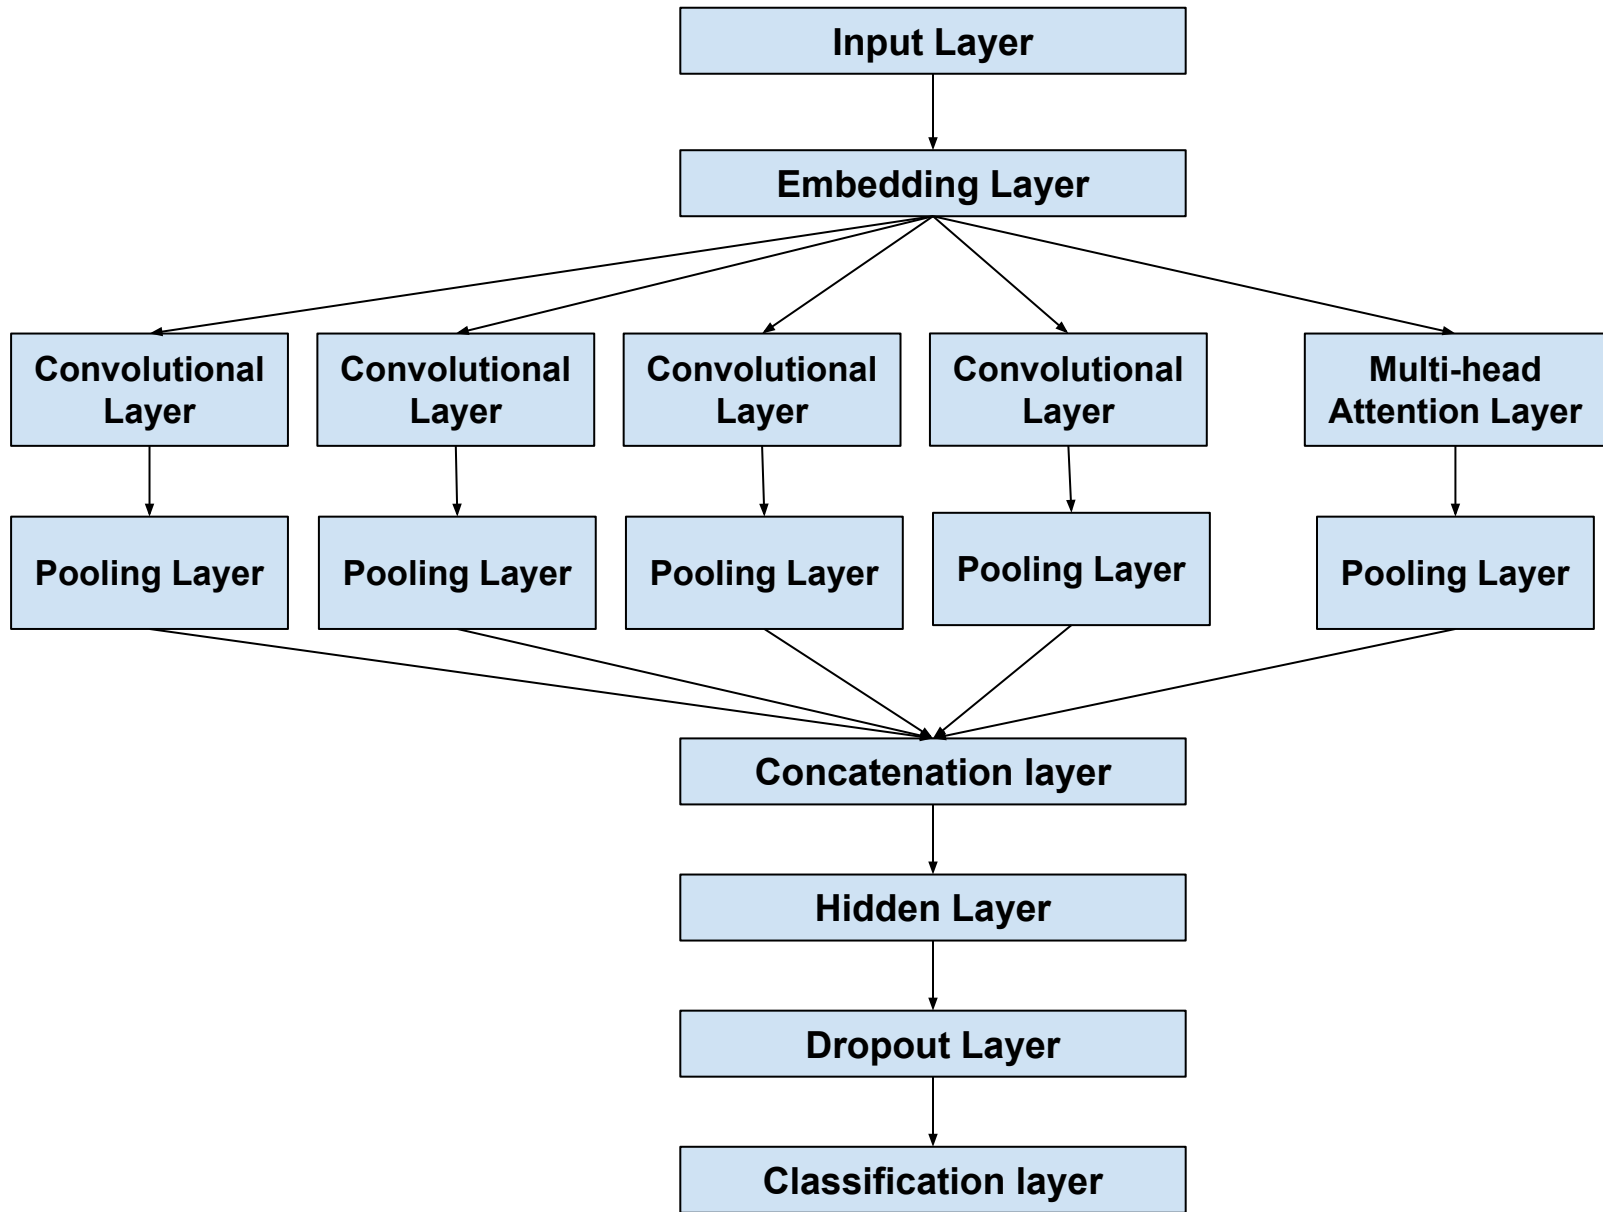 Input Layer
Embedding Layer
Convolutional
Layer
Convolutional
Layer
Convolutional
Layer
Convolutional
Layer
Multi-head
Attention Layer
Pooling Layer
Pooling Layer
Pooling Layer
Pooling Layer
Pooling Layer
Concatenation layer
Hidden Layer
Dropout Layer
Classification layer